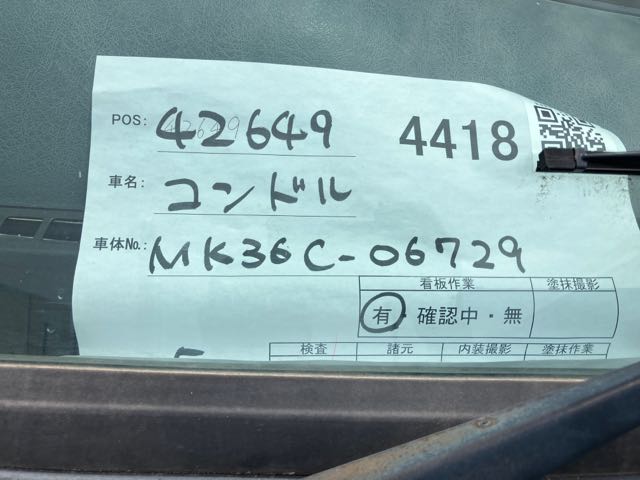 POS: 42649 4418
車名: コンドル
車体No.: MK36C-06729
看板作業 塗抹撮影
有・確認中・無
検査 諸元 内装撮影 塗抹作業